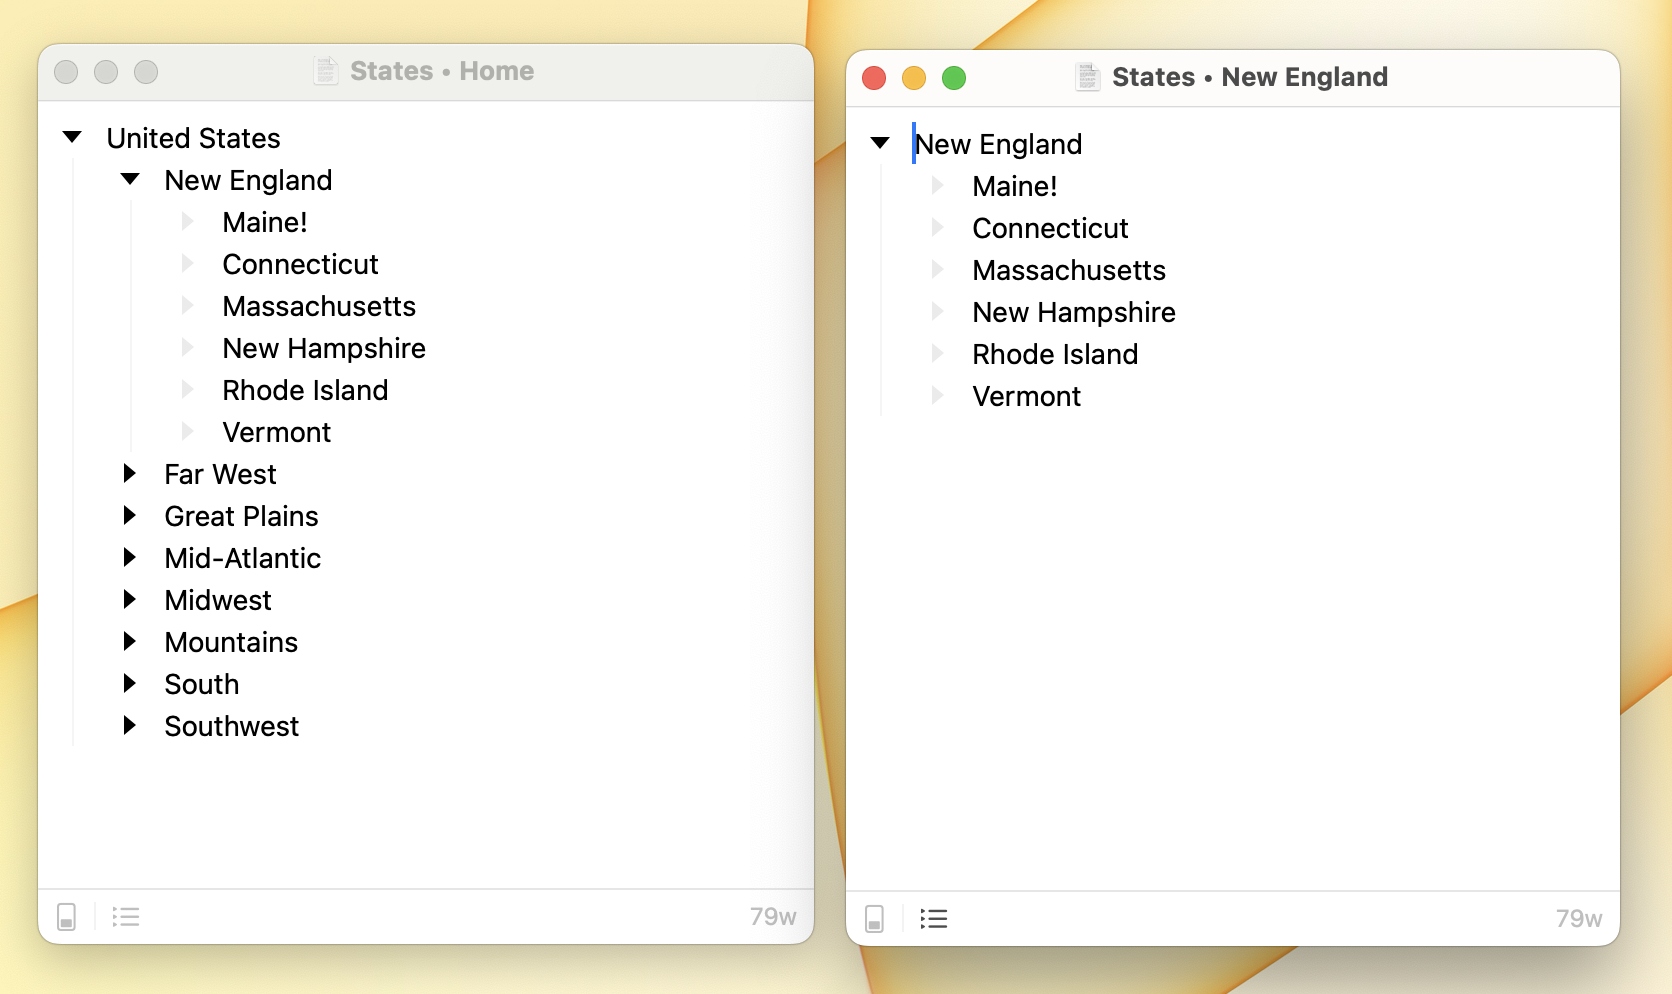 States • Home
United States
New England
Maine!
Connecticut
Massachusetts
New Hampshire
Rhode Island
Vermont
Far West
Great Plains
Mid-Atlantic
Midwest
Mountains
South
Southwest
79w
States • New England
New England
Maine!
Connecticut
Massachusetts
New Hampshire
Rhode Island
Vermont
79w